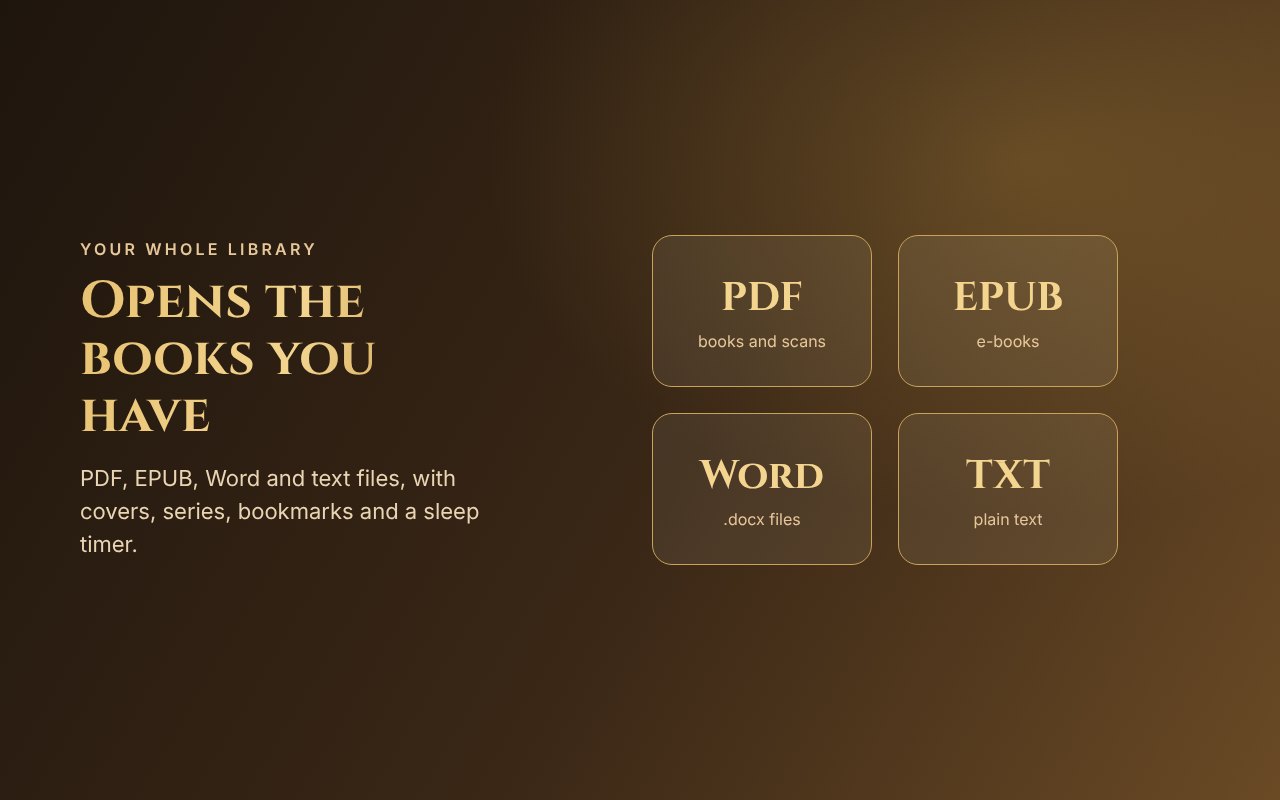 YOUR WHOLE LIBRARY
Opens the
books you
have
PDF, EPUB, Word and text files, with
covers, series, bookmarks and a sleep
timer.
PDF
books and scans
EPUB
e-books
Word
.docx files
TXT
plain text